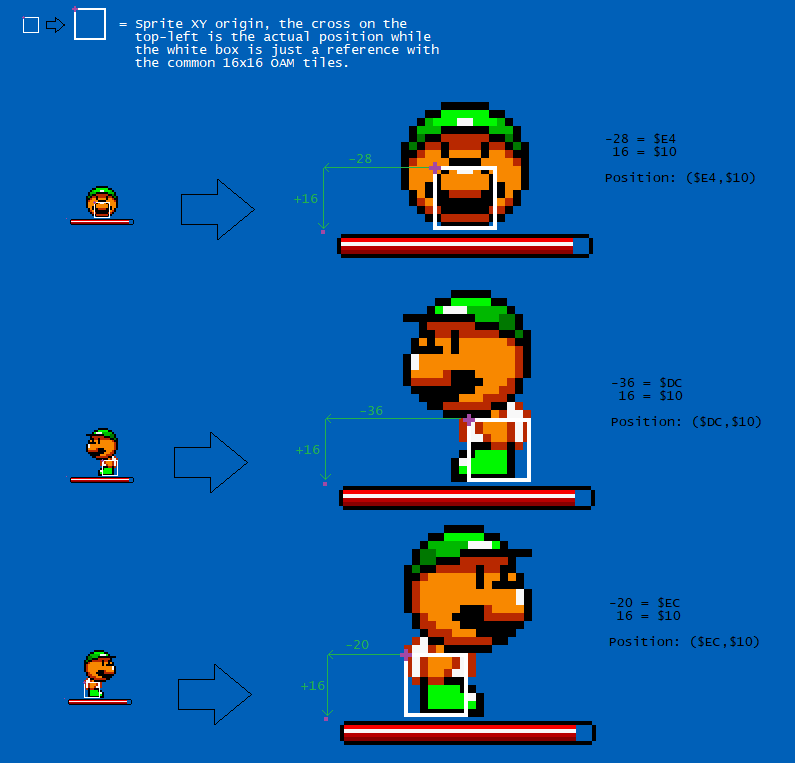 = Sprite XY origin, the cross on the
top-left is the actual position while
the white box is just a reference with
the common 16x16 OAM tiles.
-28
+16
-28 = $E4
16 = $10
Position: ($E4,$10)
-36
+16
-36 = $DC
16 = $10
Position: ($DC,$10)
-20
+16
-20 = $EC
16 = $10
Position: ($EC,$10)